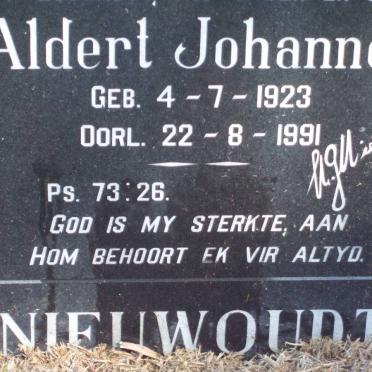 Aldert Johanne
GEB. 4-7-1923
OORL. 22-8-1991
Ps. 73:26.
GOD IS MY STERKTE, AAN
HOM BEHOORT EK VIR ALTYD.
NIEUWOUDT